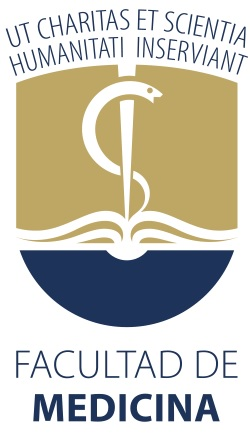 UT CHARITAS ET SCIENTIA
HUMANITATI INSERVIANT
FACULTAD DE
MEDICINA